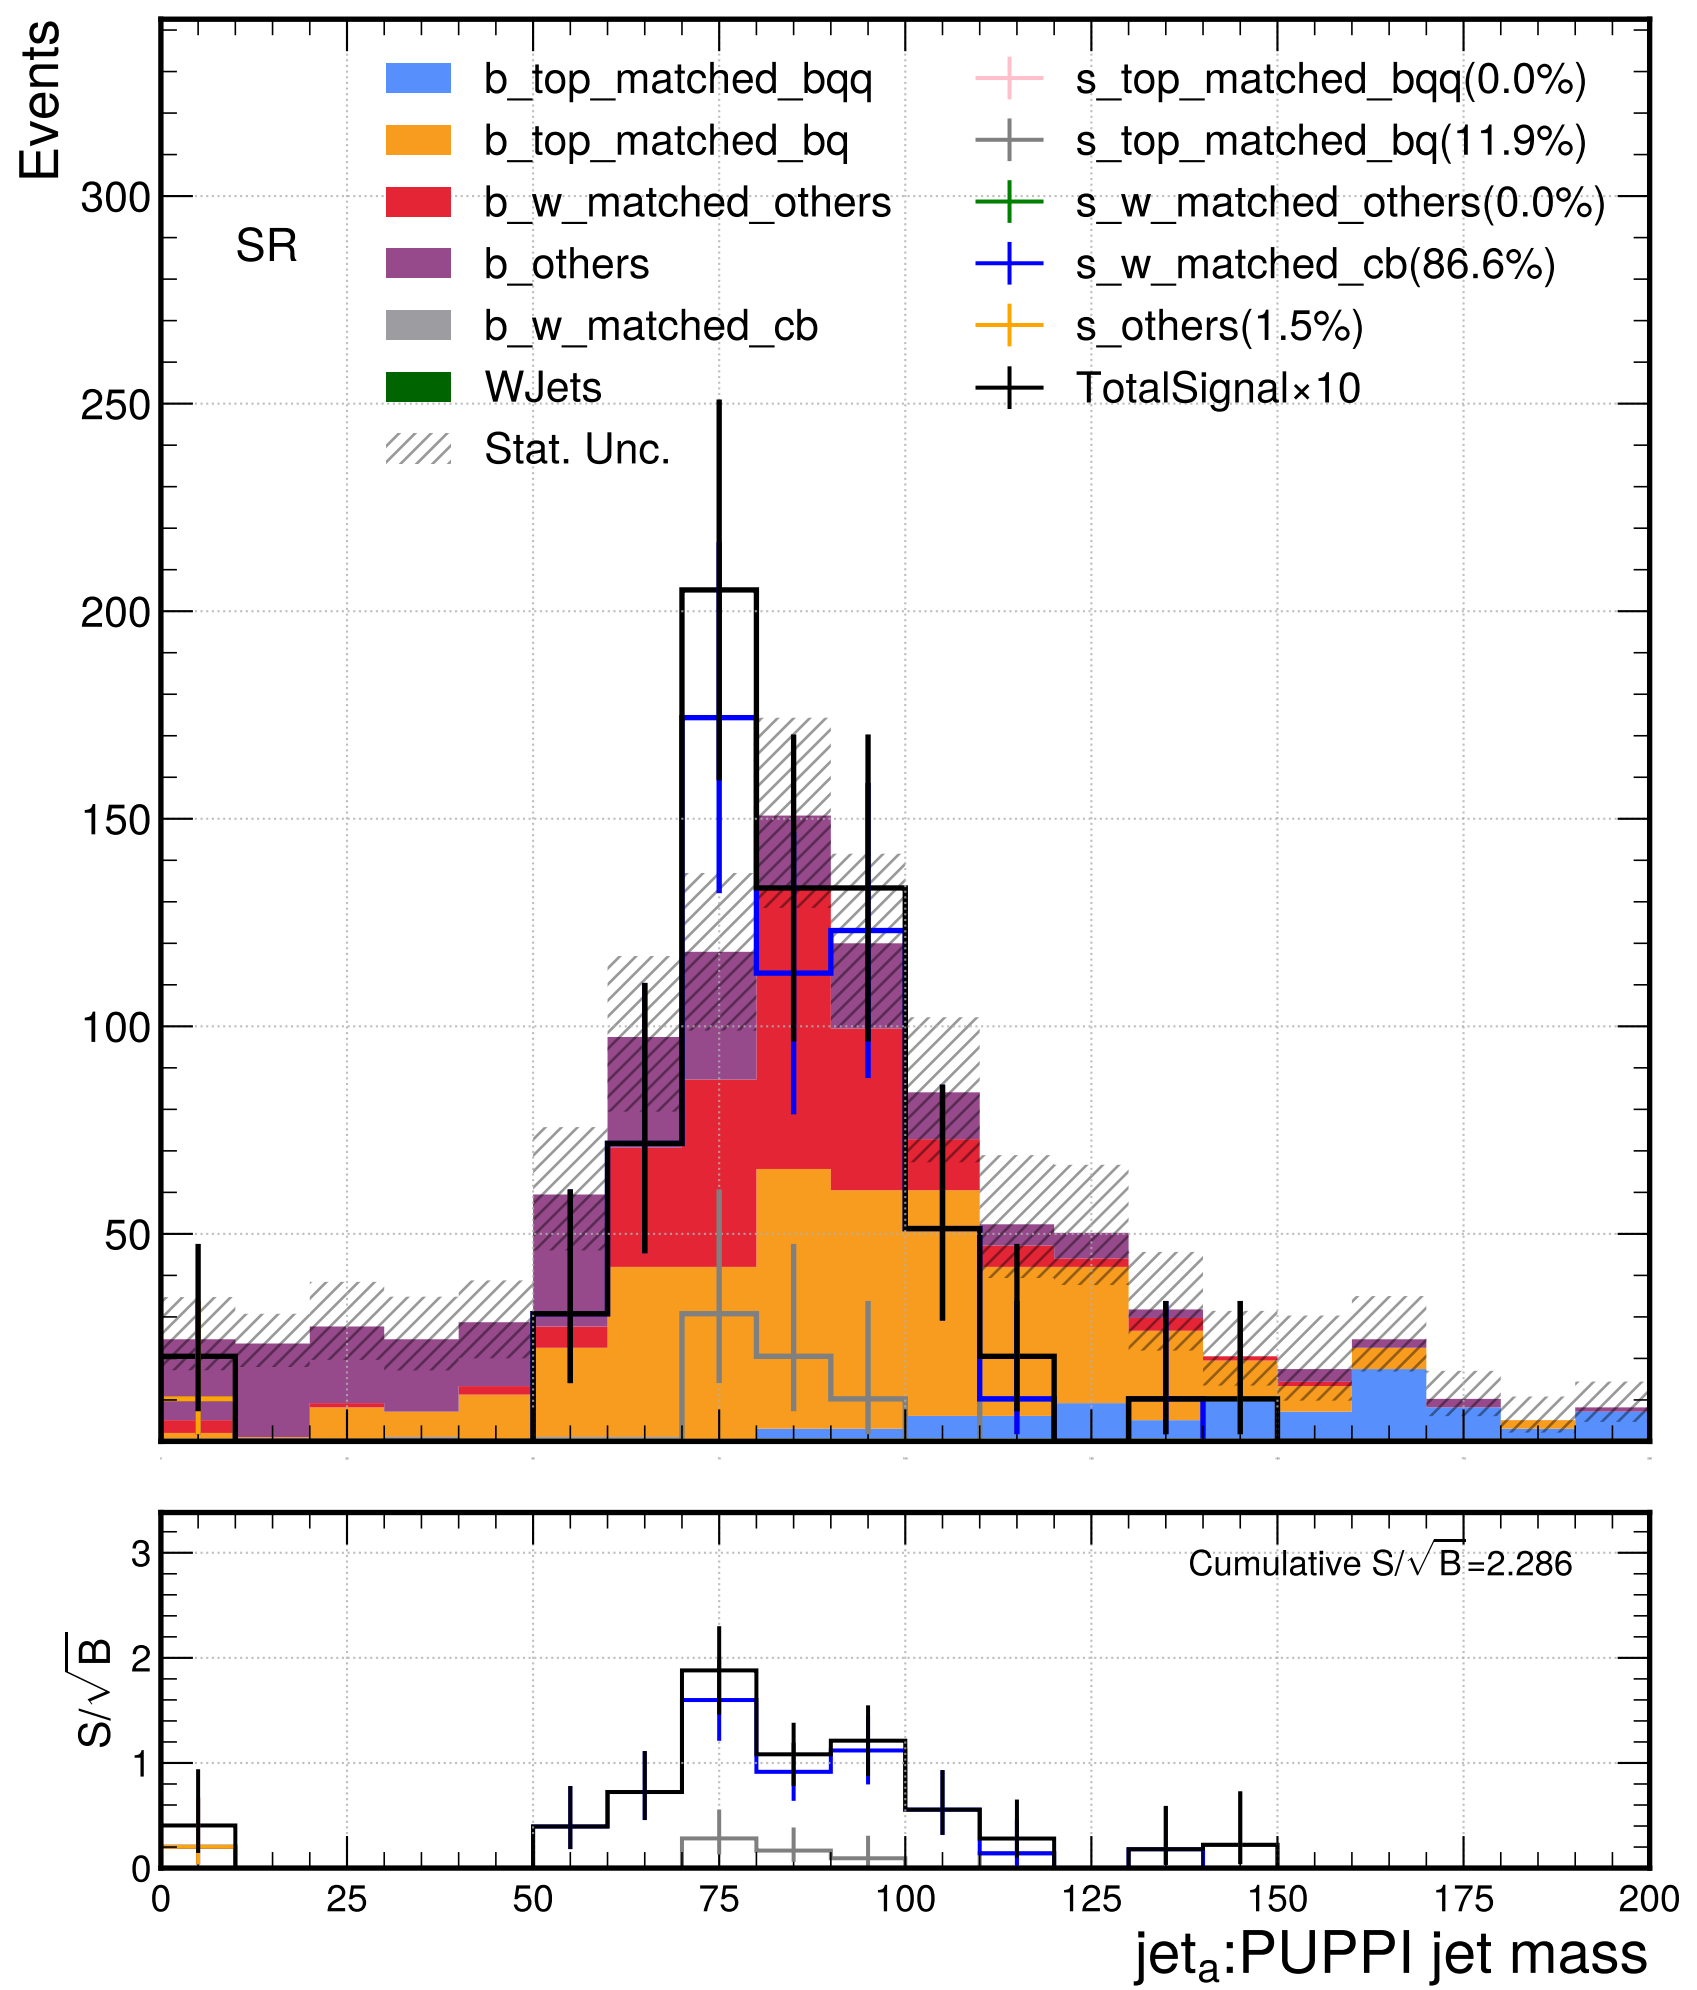 Events
b_top_matched_bqq
b_top_matched_bq
b_w_matched_others
b_others
b_w_matched_cb
WJets
Stat. Unc.
s_top_matched_bqq(0.0%)
s_top_matched_bq(11.9%)
s_w_matched_others(0.0%)
s_w_matched_cb(86.6%)
s_others(1.5%)
TotalSignal×10
SR
300
250
200
150
100
50
Cumulative S/√B=2.286
S/√B
3
2
1
0
0 25 50 75 100 125 150 175 200
jetₐ:PUPPI jet mass